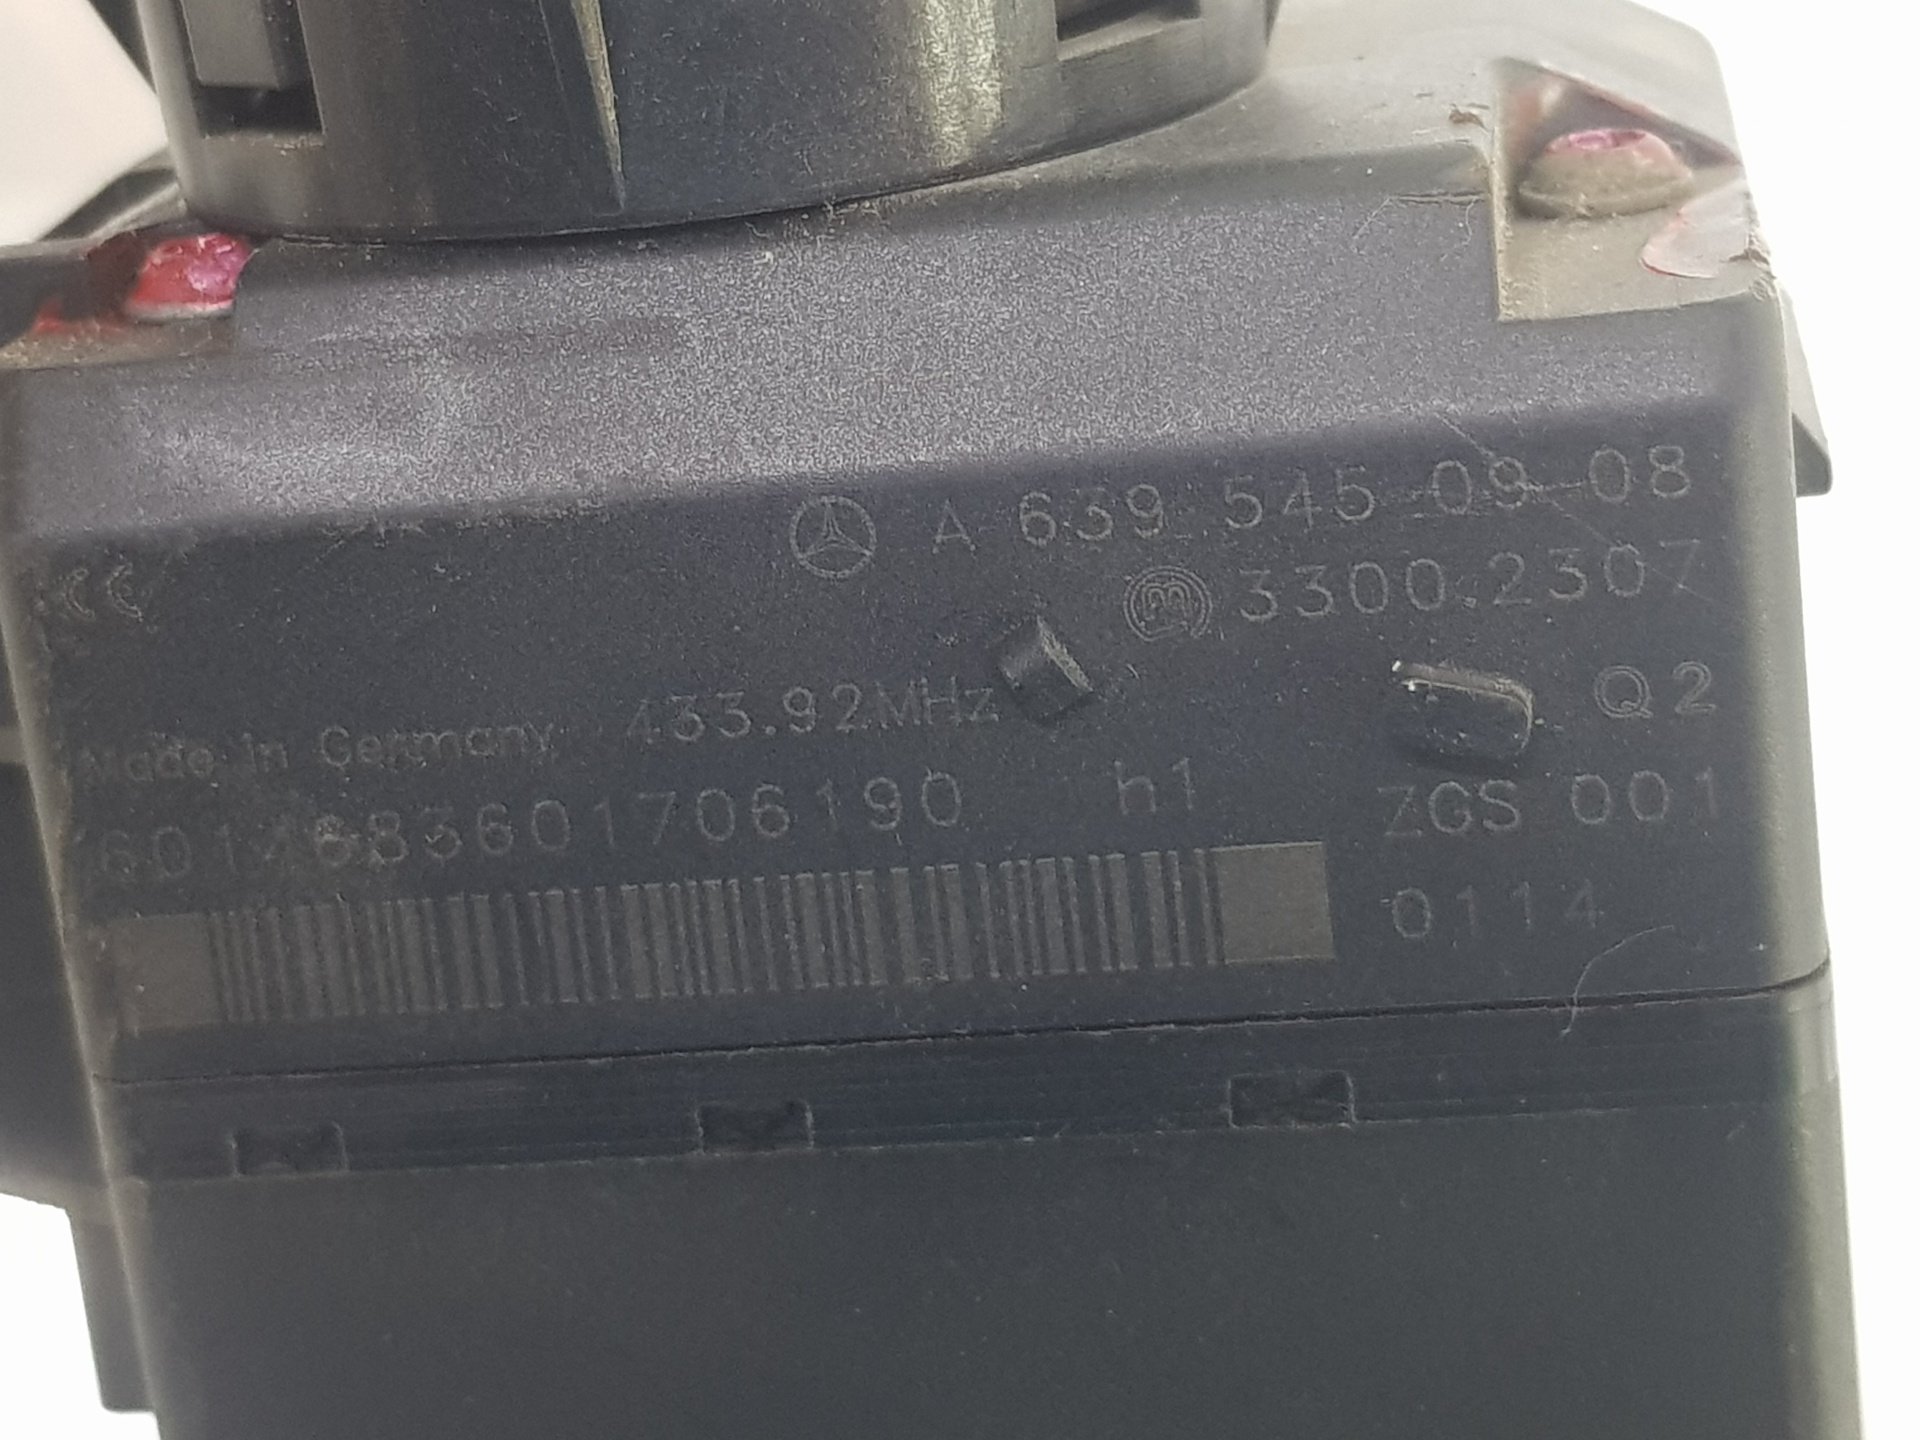 A 639 545 09 08
3300.2307
Made in Germany 433.92MHz Q2
h1 ZGS 001
0114